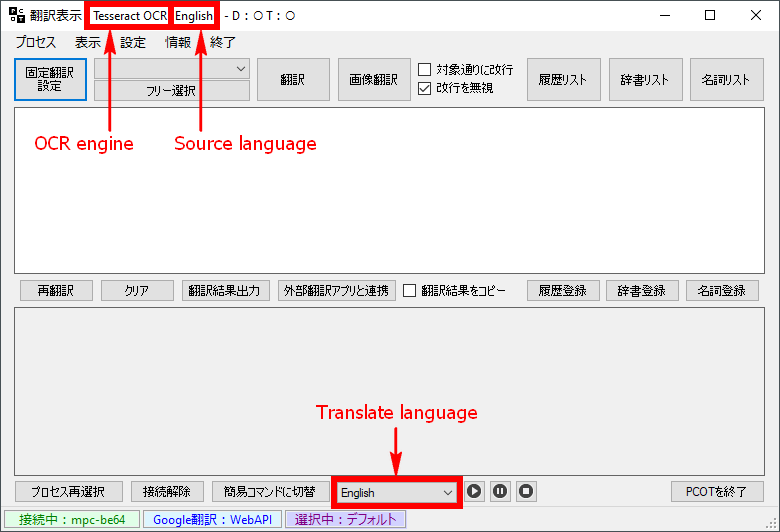 PCOT 翻訳表示 Tesseract OCR English - D：○ T：○
プロセス 表示 設定 情報 終了
固定翻訳
設定
フリー選択
翻訳
画像翻訳
対象通りに改行
改行を無視
履歴リスト
辞書リスト
名詞リスト
OCR engine Source language
再翻訳 クリア 翻訳結果出力 外部翻訳アプリと連携 翻訳結果をコピー 履歴登録 辞書登録 名詞登録
Translate language
プロセス再選択 接続解除 簡易コマンドに切替 English PCOTを終了
接続中：mpc-be64 Google翻訳：WebAPI 選択中：デフォルト